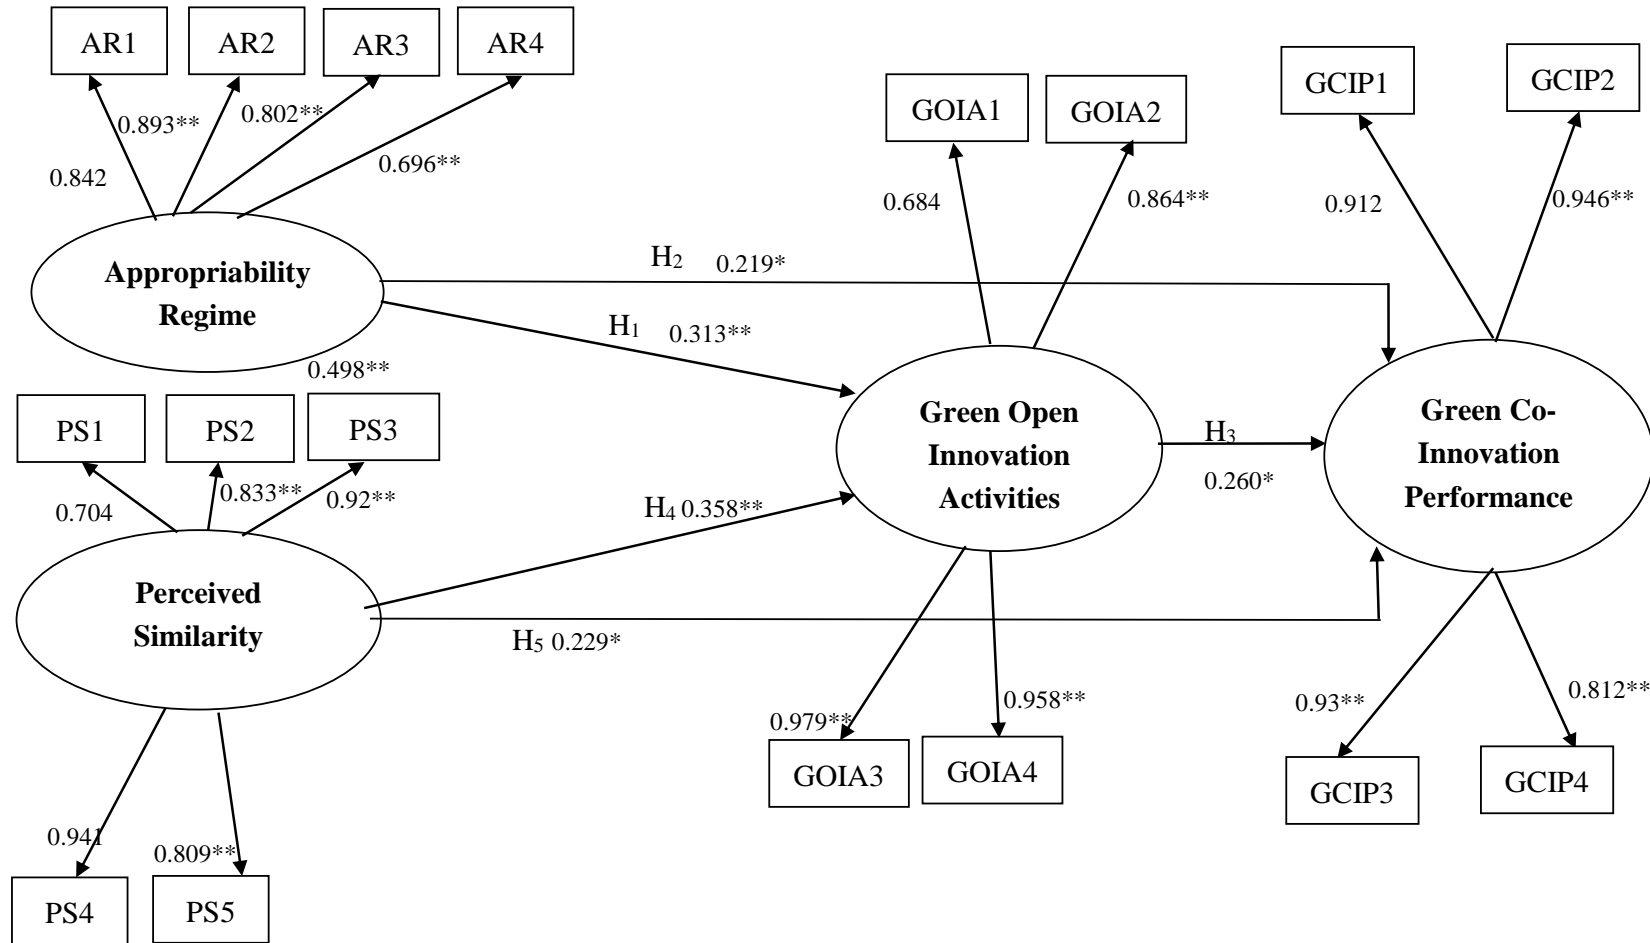 AR1
AR2
AR3
AR4
GCIP1
GCIP2
GOIA1
GOIA2
0.893**
0.802**
0.696**
0.842
0.684
0.864**
0.912
0.946**
Appropriability
Regime
H2 0.219*
H1 0.313**
0.498**
PS1
PS2
PS3
0.704
0.833**
0.92**
Green Open
Innovation
Activities
H3
0.260*
Green Co-
Innovation
Performance
H4 0.358**
Perceived
Similarity
H5 0.229*
0.979**
0.958**
0.93**
0.812**
GOIA3
GOIA4
GCIP3
GCIP4
0.941
0.809**
PS4
PS5